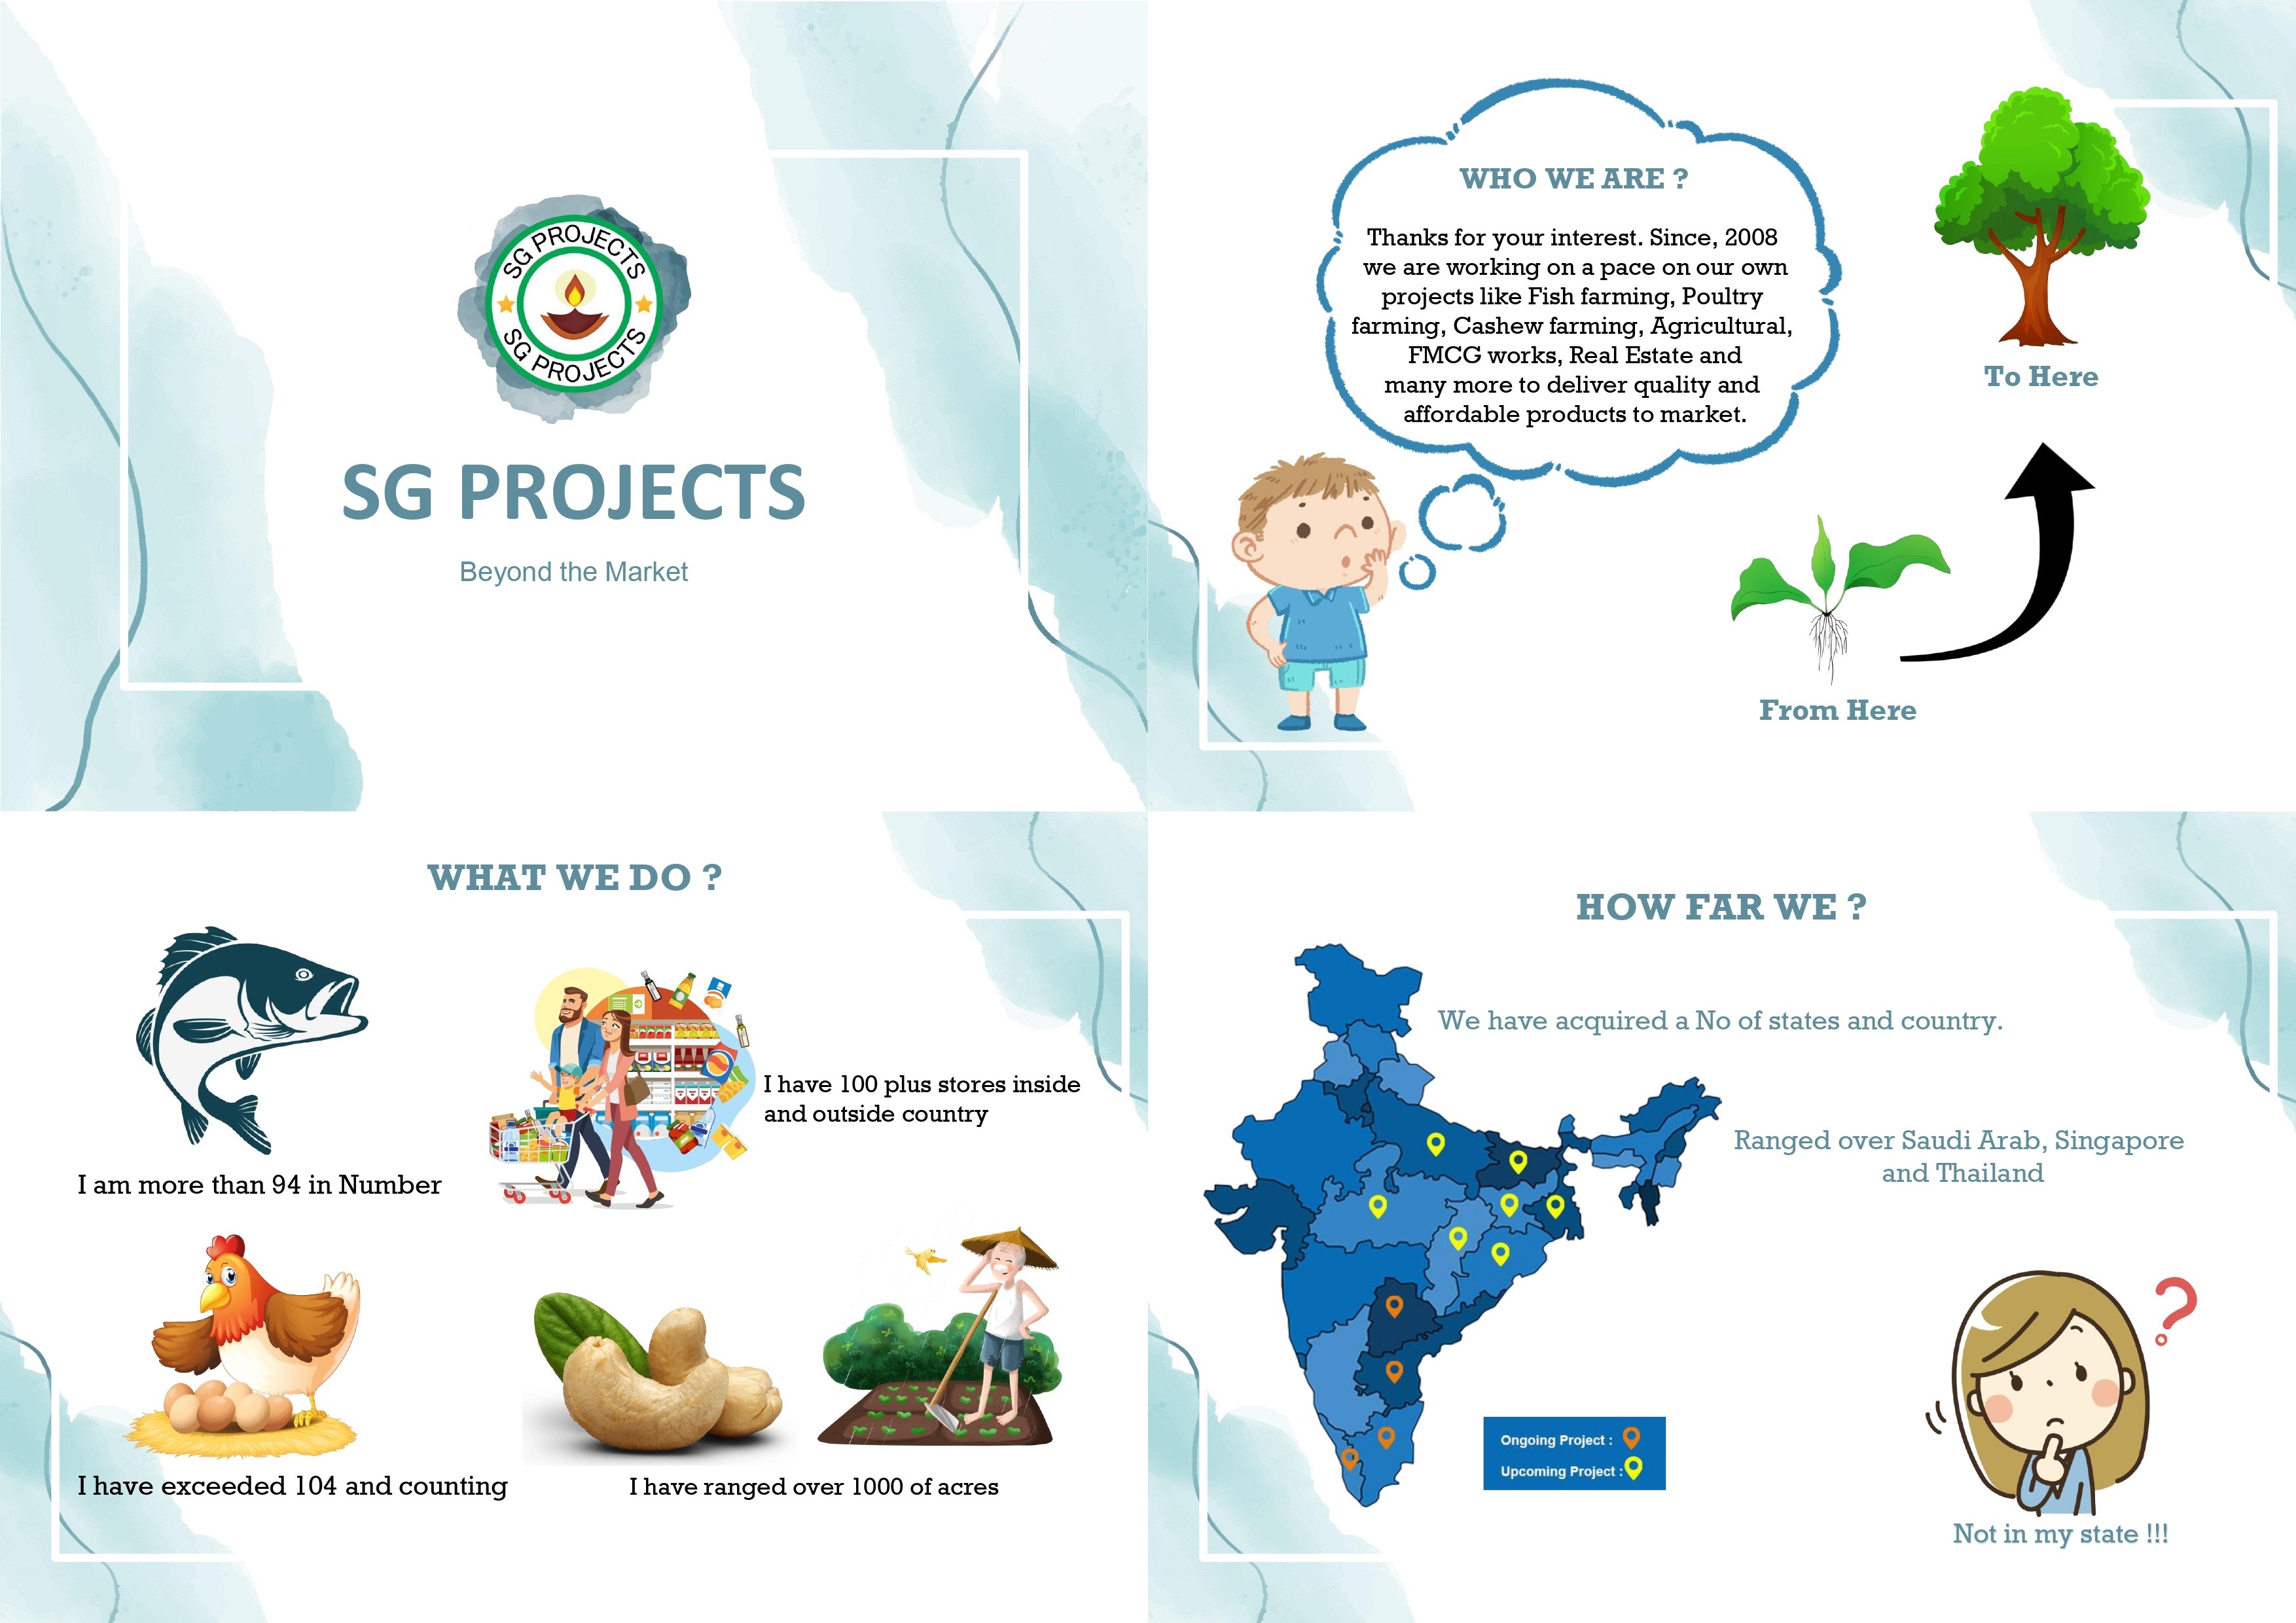 SG PROJECTS
SG PROJECTS
SG PROJECTS
Beyond the Market
WHO WE ARE ?
Thanks for your interest. Since, 2008
we are working on a pace on our own
projects like Fish farming, Poultry
farming, Cashew farming, Agricultural,
FMCG works, Real Estate and
many more to deliver quality and
affordable products to market.
To Here
From Here
WHAT WE DO ?
I have 100 plus stores inside
and outside country
I am more than 94 in Number
I have exceeded 104 and counting
I have ranged over 1000 of acres
HOW FAR WE ?
We have acquired a No of states and country.
Ranged over Saudi Arab, Singapore
and Thailand
Ongoing Project :
Upcoming Project :
?
Not in my state !!!